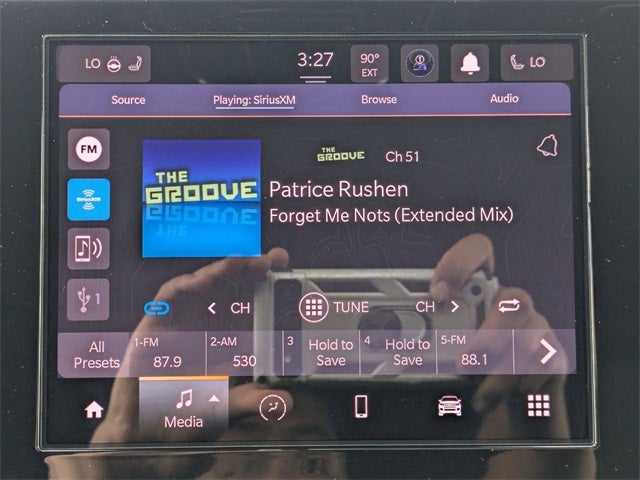 LO 3:27 90° EXT LO
Source Playing: SiriusXM Browse Audio
FM
THE GROOVE Ch 51
THE
GROOVE
Patrice Rushen
SiriusXM
Forget Me Nots (Extended Mix)
1
CH TUNE CH
All Presets 1-FM 87.9 2-AM 530 3 Hold to Save 4 Hold to Save 5-FM 88.1
Media